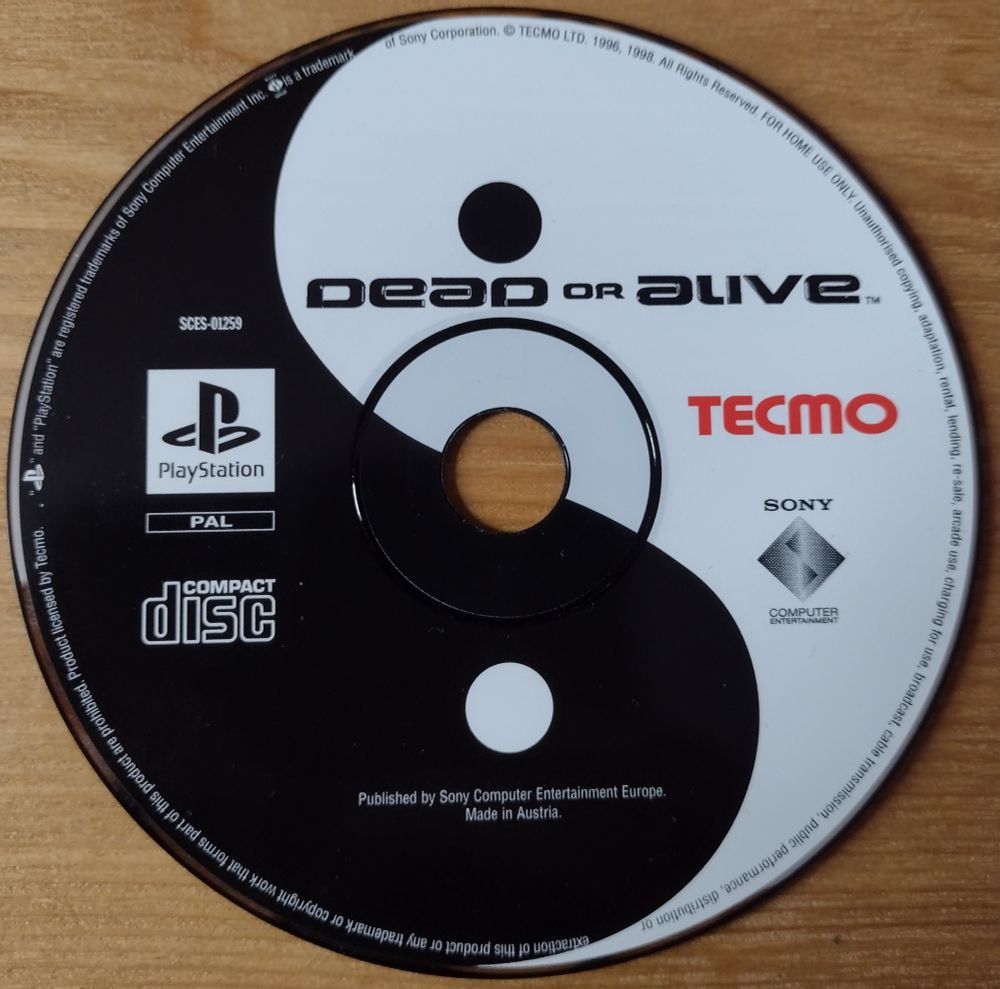 of Sony Corporation. © TECMO LTD. 1996, 1998. All Rights Reserved. FOR HOME USE ONLY. Unauthorised copying, adaptation, rental, lending, re-sale, arcade use, charging for use, broadcast, cable transmission, public performance, distribution or
extraction of this product or any trademark or copyright work that forms part of this product are prohibited. Product licensed by Tecmo. · " " and "PlayStation" are registered trademarks of Sony Computer Entertainment Inc. is a trademark
DEAD OR ALIVE™
SCES-01259
PlayStation
PAL
COMPACT
disc
TECMO
SONY
COMPUTER
ENTERTAINMENT
Published by Sony Computer Entertainment Europe.
Made in Austria.